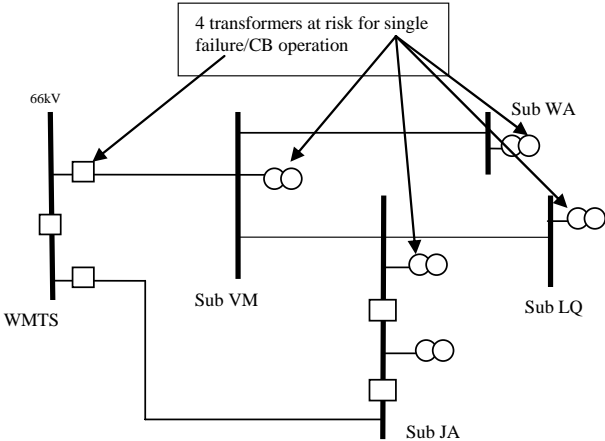 4 transformers at risk for single
failure/CB operation
66kV
Sub WA
WMTS
Sub VM
Sub LQ
Sub JA